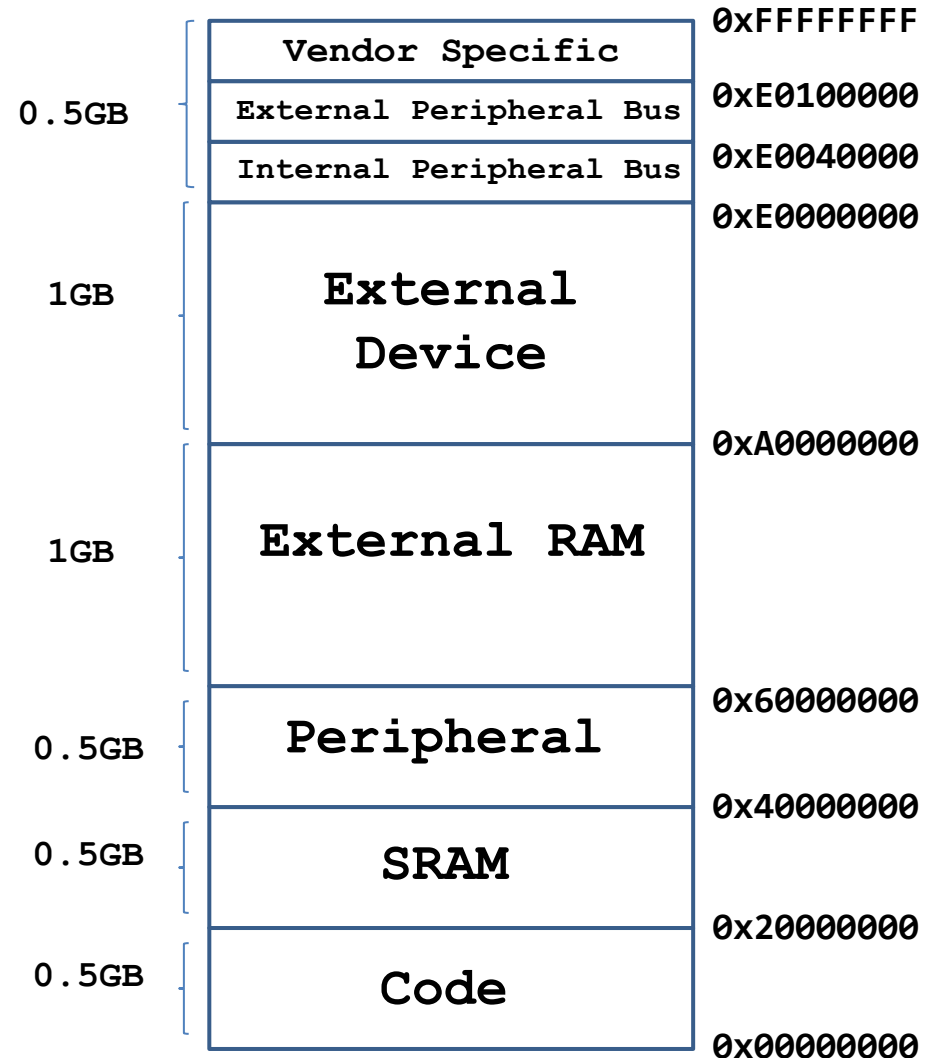 0xFFFFFFFF
Vendor Specific
0xE0100000
0.5GB
External Peripheral Bus
0xE0040000
Internal Peripheral Bus
0xE0000000
1GB
External
Device
0xA0000000
1GB
External RAM
0x60000000
0.5GB
Peripheral
0x40000000
0.5GB
SRAM
0x20000000
0.5GB
Code
0x00000000